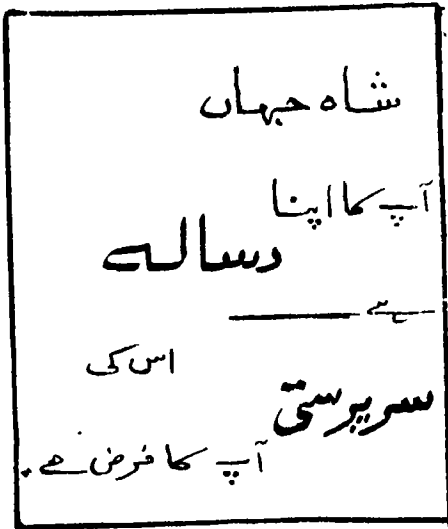 شاہ جہاں
آپ کا اپنا
رسالہ
ہے
اس کی
سرپرستی
آپ کا فرض ہے۔